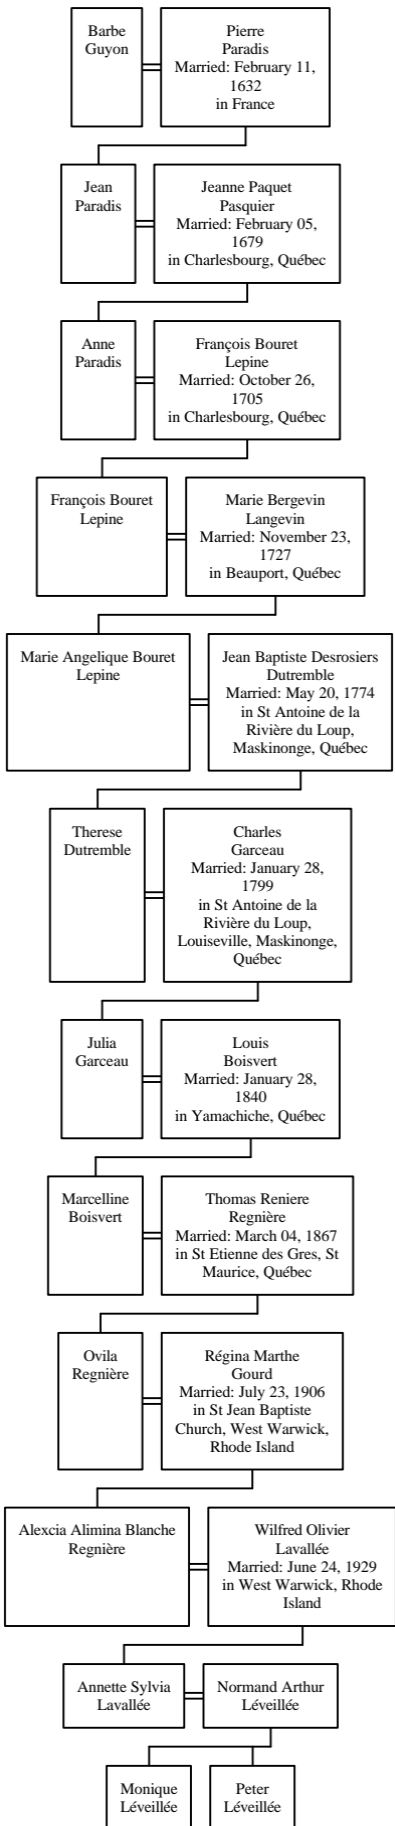 Barbe
Guyon
Pierre
Paradis
Married: February 11,
1632
in France
Jean
Paradis
Jeanne Paquet
Pasquier
Married: February 05,
1679
in Charlesbourg, Québec
Anne
Paradis
François Bouret
Lepine
Married: October 26,
1705
in Charlesbourg, Québec
François Bouret
Lepine
Marie Bergevin
Langevin
Married: November 23,
1727
in Beauport, Québec
Marie Angelique Bouret
Lepine
Jean Baptiste Desrosiers
Dutremble
Married: May 20, 1774
in St Antoine de la
Rivière du Loup,
Maskinonge, Québec
Therese
Dutremble
Charles
Garceau
Married: January 28,
1799
in St Antoine de la
Rivière du Loup,
Louiseville, Maskinonge,
Québec
Julia
Garceau
Louis
Boisvert
Married: January 28,
1840
in Yamachiche, Québec
Marcelline
Boisvert
Thomas Reniere
Regnière
Married: March 04, 1867
in St Etienne des Gres, St
Maurice, Québec
Ovila
Regnière
Régina Marthe
Gourd
Married: July 23, 1906
in St Jean Baptiste
Church, West Warwick,
Rhode Island
Alexcia Alimina Blanche
Regnière
Wilfred Olivier
Lavallée
Married: June 24, 1929
in West Warwick, Rhode
Island
Annette Sylvia
Lavallée
Normand Arthur
Léveillée
Monique
Léveillée
Peter
Léveillée